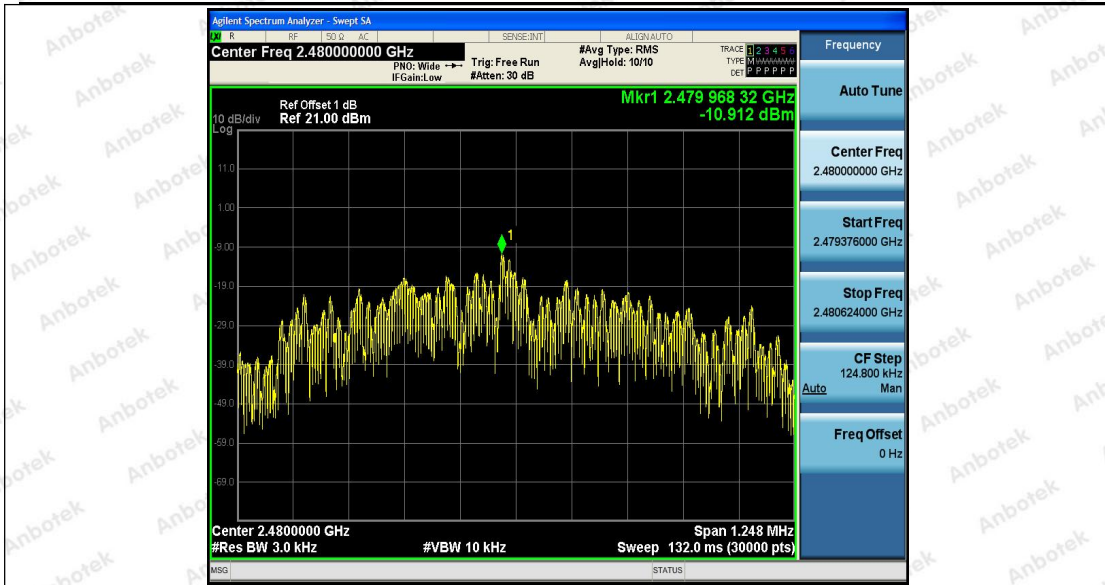 Agilent Spectrum Analyzer - Swept SA
LXI R RF 50 Ω AC SENSE:INT ALIGN AUTO
Center Freq 2.480000000 GHz
PNO: Wide
IFGain:Low
Trig: Free Run
#Atten: 30 dB
#Avg Type: RMS
Avg|Hold: 10/10
TRACE 1 2 3 4 5 6
TYPE M
DET P P P P P P
Frequency
Auto Tune
Center Freq
2.480000000 GHz
Start Freq
2.479376000 GHz
Stop Freq
2.480624000 GHz
CF Step
124.800 kHz
Auto Man
Freq Offset
0 Hz
Mkr1 2.479 968 32 GHz
-10.912 dBm
Ref Offset 1 dB
10 dB/div Ref 21.00 dBm
Log
11.0
1.00
-9.00
-19.0
-29.0
-39.0
-49.0
-59.0
-69.0
1
Center 2.4800000 GHz Span 1.248 MHz
#Res BW 3.0 kHz #VBW 10 kHz Sweep 132.0 ms (30000 pts)
MSG STATUS
Anbotek